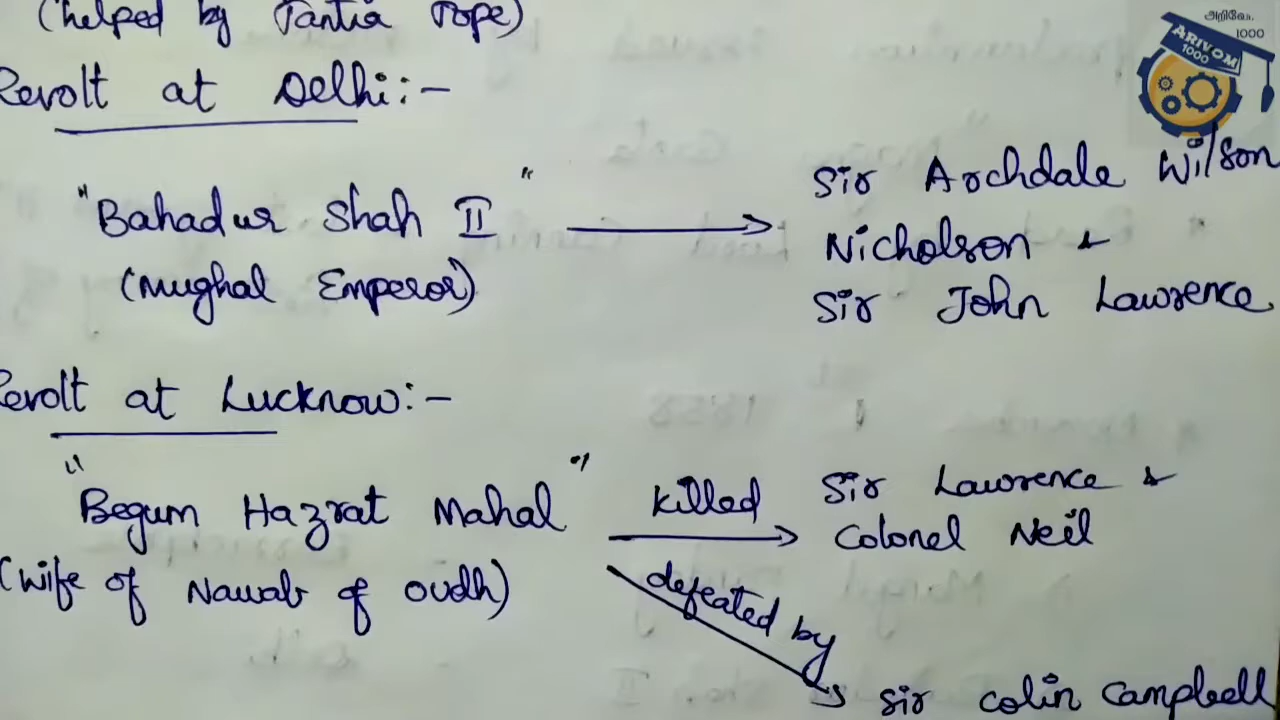 (helped by Tantia Tope)
அறிவோம்.
1000
ARIVOM
1000
Revolt at Delhi:-
"Bahadur Shah II" → Sir Archdale Wilson
(Mughal Emperor) Nicholson &
Sir John Lawrence
Revolt at Lucknow:-
"Begum Hazrat Mahal" killed → Sir Lawrence &
Colonel Neil
(Wife of Nawab of Oudh)
defeated by
Sir Colin Campbell